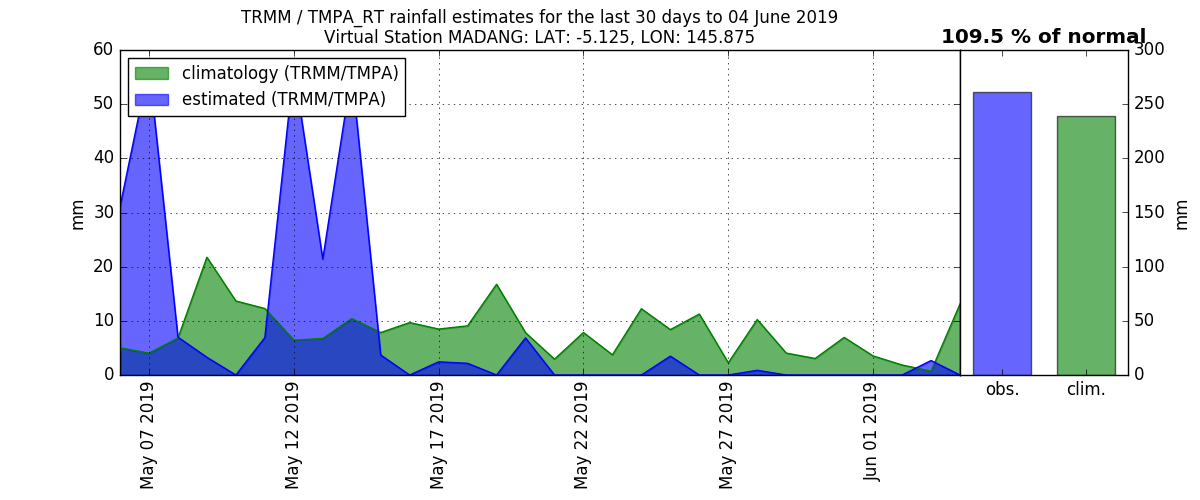 TRMM / TMPA_RT rainfall estimates for the last 30 days to 04 June 2019
Virtual Station MADANG: LAT: -5.125, LON: 145.875
109.5 % of normal
climatology (TRMM/TMPA)
estimated (TRMM/TMPA)
mm
60
50
40
30
20
10
0
May 07 2019
May 12 2019
May 17 2019
May 22 2019
May 27 2019
Jun 01 2019
obs.
clim.
300
250
200
150
100
50
0
mm